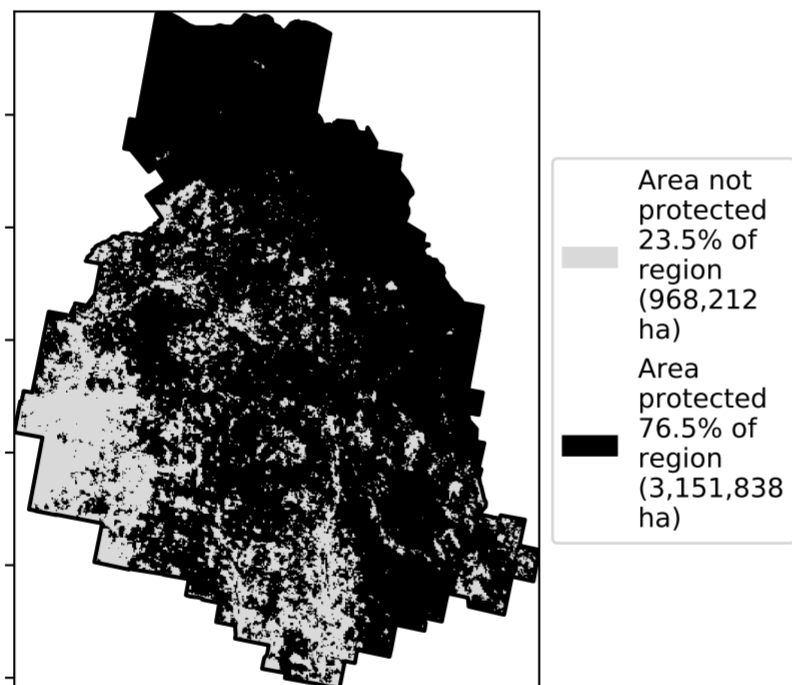 Area not
protected
23.5% of
region
(968,212
ha)
Area
protected
76.5% of
region
(3,151,838
ha)